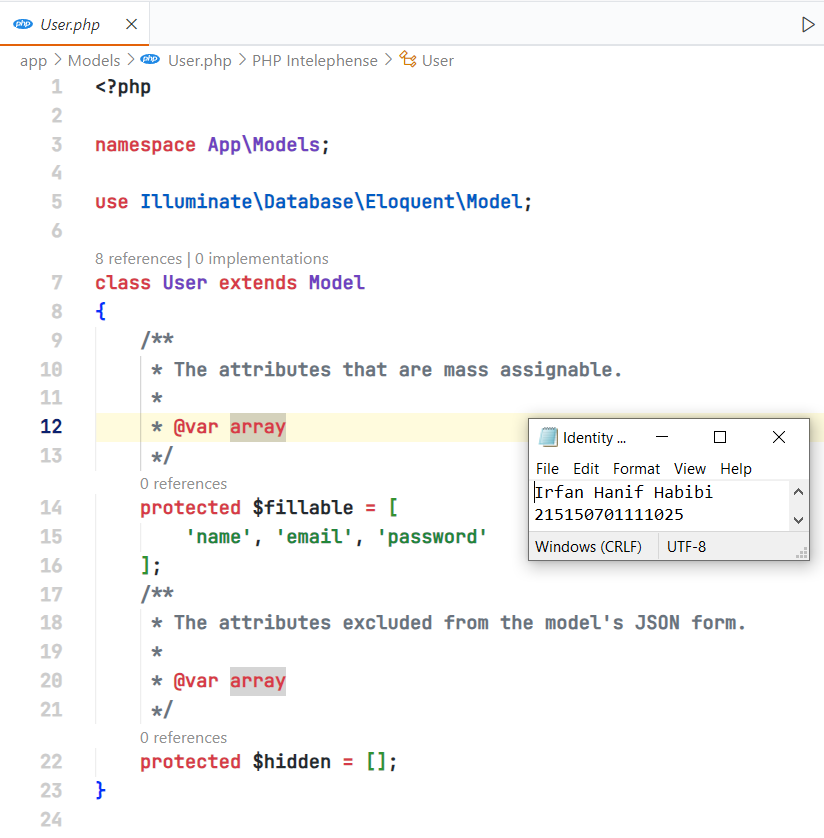 php User.php
app > Models > php User.php > PHP Intelephense > User
1 <?php
2
3 namespace App\Models;
4
5 use Illuminate\Database\Eloquent\Model;
6
8 references | 0 implementations
7 class User extends Model
8 {
9 /**
10 * The attributes that are mass assignable.
11 *
12 * @var array
13 */
0 references
14 protected $fillable = [
15 'name', 'email', 'password'
16 ];
17 /**
18 * The attributes excluded from the model's JSON form.
19 *
20 * @var array
21 */
0 references
22 protected $hidden = [];
23 }
24
Identity ...
File Edit Format View Help
Irfan Hanif Habibi
215150701111025
Windows (CRLF) UTF-8